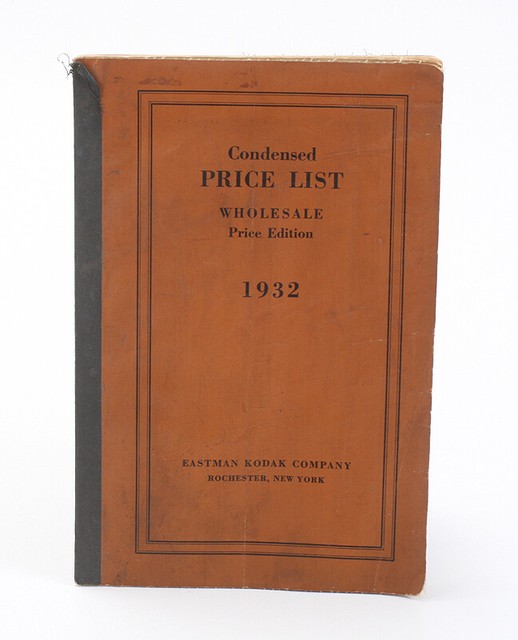 Condensed
PRICE LIST
WHOLESALE
Price Edition
1932
EASTMAN KODAK COMPANY
ROCHESTER, NEW YORK